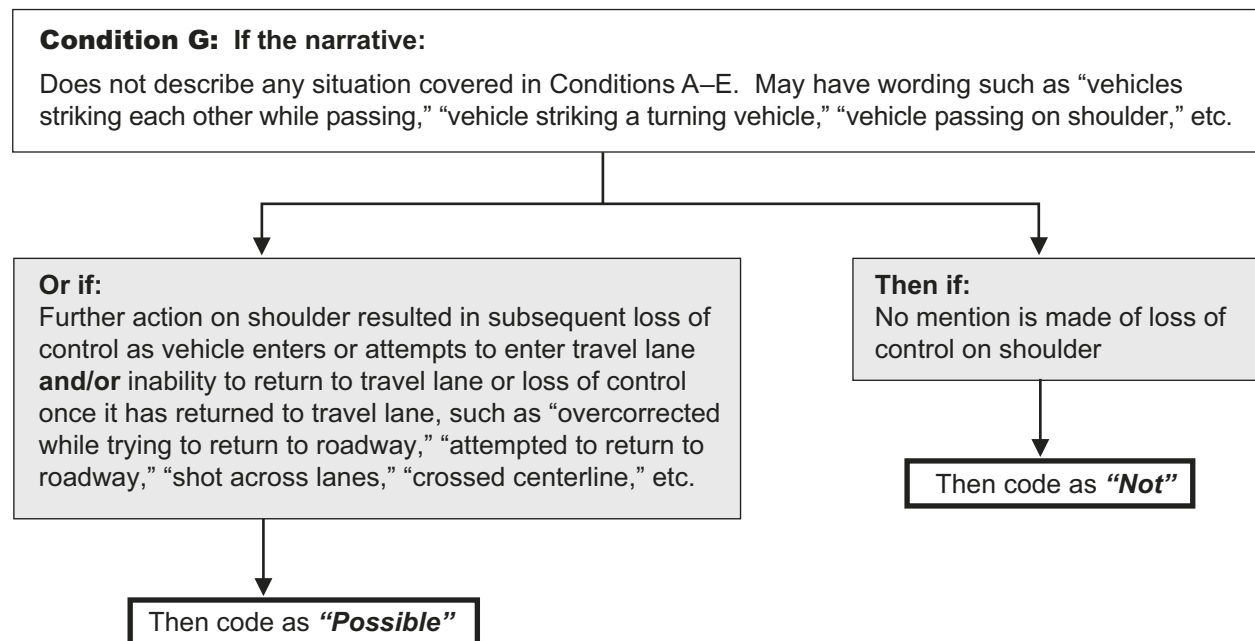 Condition G: If the narrative:
Does not describe any situation covered in Conditions A–E. May have wording such as “vehicles
striking each other while passing,” “vehicle striking a turning vehicle,” “vehicle passing on shoulder,” etc.
Or if:
Further action on shoulder resulted in subsequent loss of
control as vehicle enters or attempts to enter travel lane
and/or inability to return to travel lane or loss of control
once it has returned to travel lane, such as “overcorrected
while trying to return to roadway,” “attempted to return to
roadway,” “shot across lanes,” “crossed centerline,” etc.
Then code as “Possible”
Then if:
No mention is made of loss of
control on shoulder
Then code as “Not”